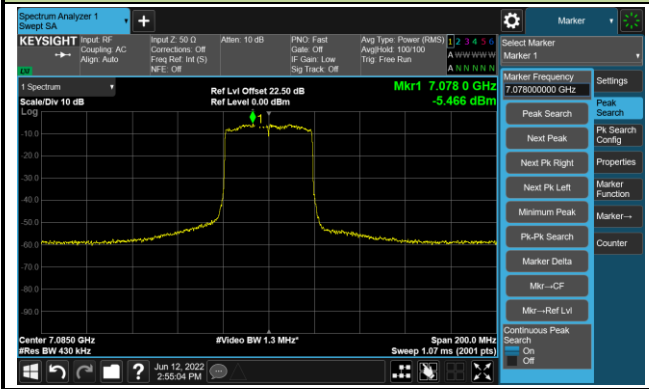 Spectrum Analyzer 1
Swept SA
Marker
KEYSIGHT
Input: RF
Coupling: AC
Align: Auto
Input Z: 50 Ω
Corrections: Off
Freq Ref: Int (S)
NFE: Off
Atten: 10 dB
PNO: Fast
Gate: Off
IF Gain: Low
Sig Track: Off
Avg Type: Power (RMS)
Avg|Hold: 100/100
Trig: Free Run
1 2 3 4 5 6
A W W W W W
A N N N N N
Select Marker
Marker 1
1 Spectrum
Scale/Div 10 dB
Log
Ref Lvl Offset 22.50 dB
Ref Level 0.00 dBm
Mkr1 7.078 0 GHz
-5.466 dBm
1
-10.0
-20.0
-30.0
-40.0
-50.0
-60.0
-70.0
-80.0
-90.0
Center 7.0850 GHz
#Res BW 430 kHz
#Video BW 1.3 MHz*
Span 200.0 MHz
Sweep 1.07 ms (2001 pts)
Marker Frequency
7.078000000 GHz
Peak Search
Next Peak
Next Pk Right
Next Pk Left
Minimum Peak
Pk-Pk Search
Marker Delta
Mkr→CF
Mkr→Ref Lvl
Continuous Peak
Search
On
Off
Settings
Peak
Search
Pk Search
Config
Properties
Marker
Function
Marker→
Counter
Jun 12, 2022
2:55:04 PM